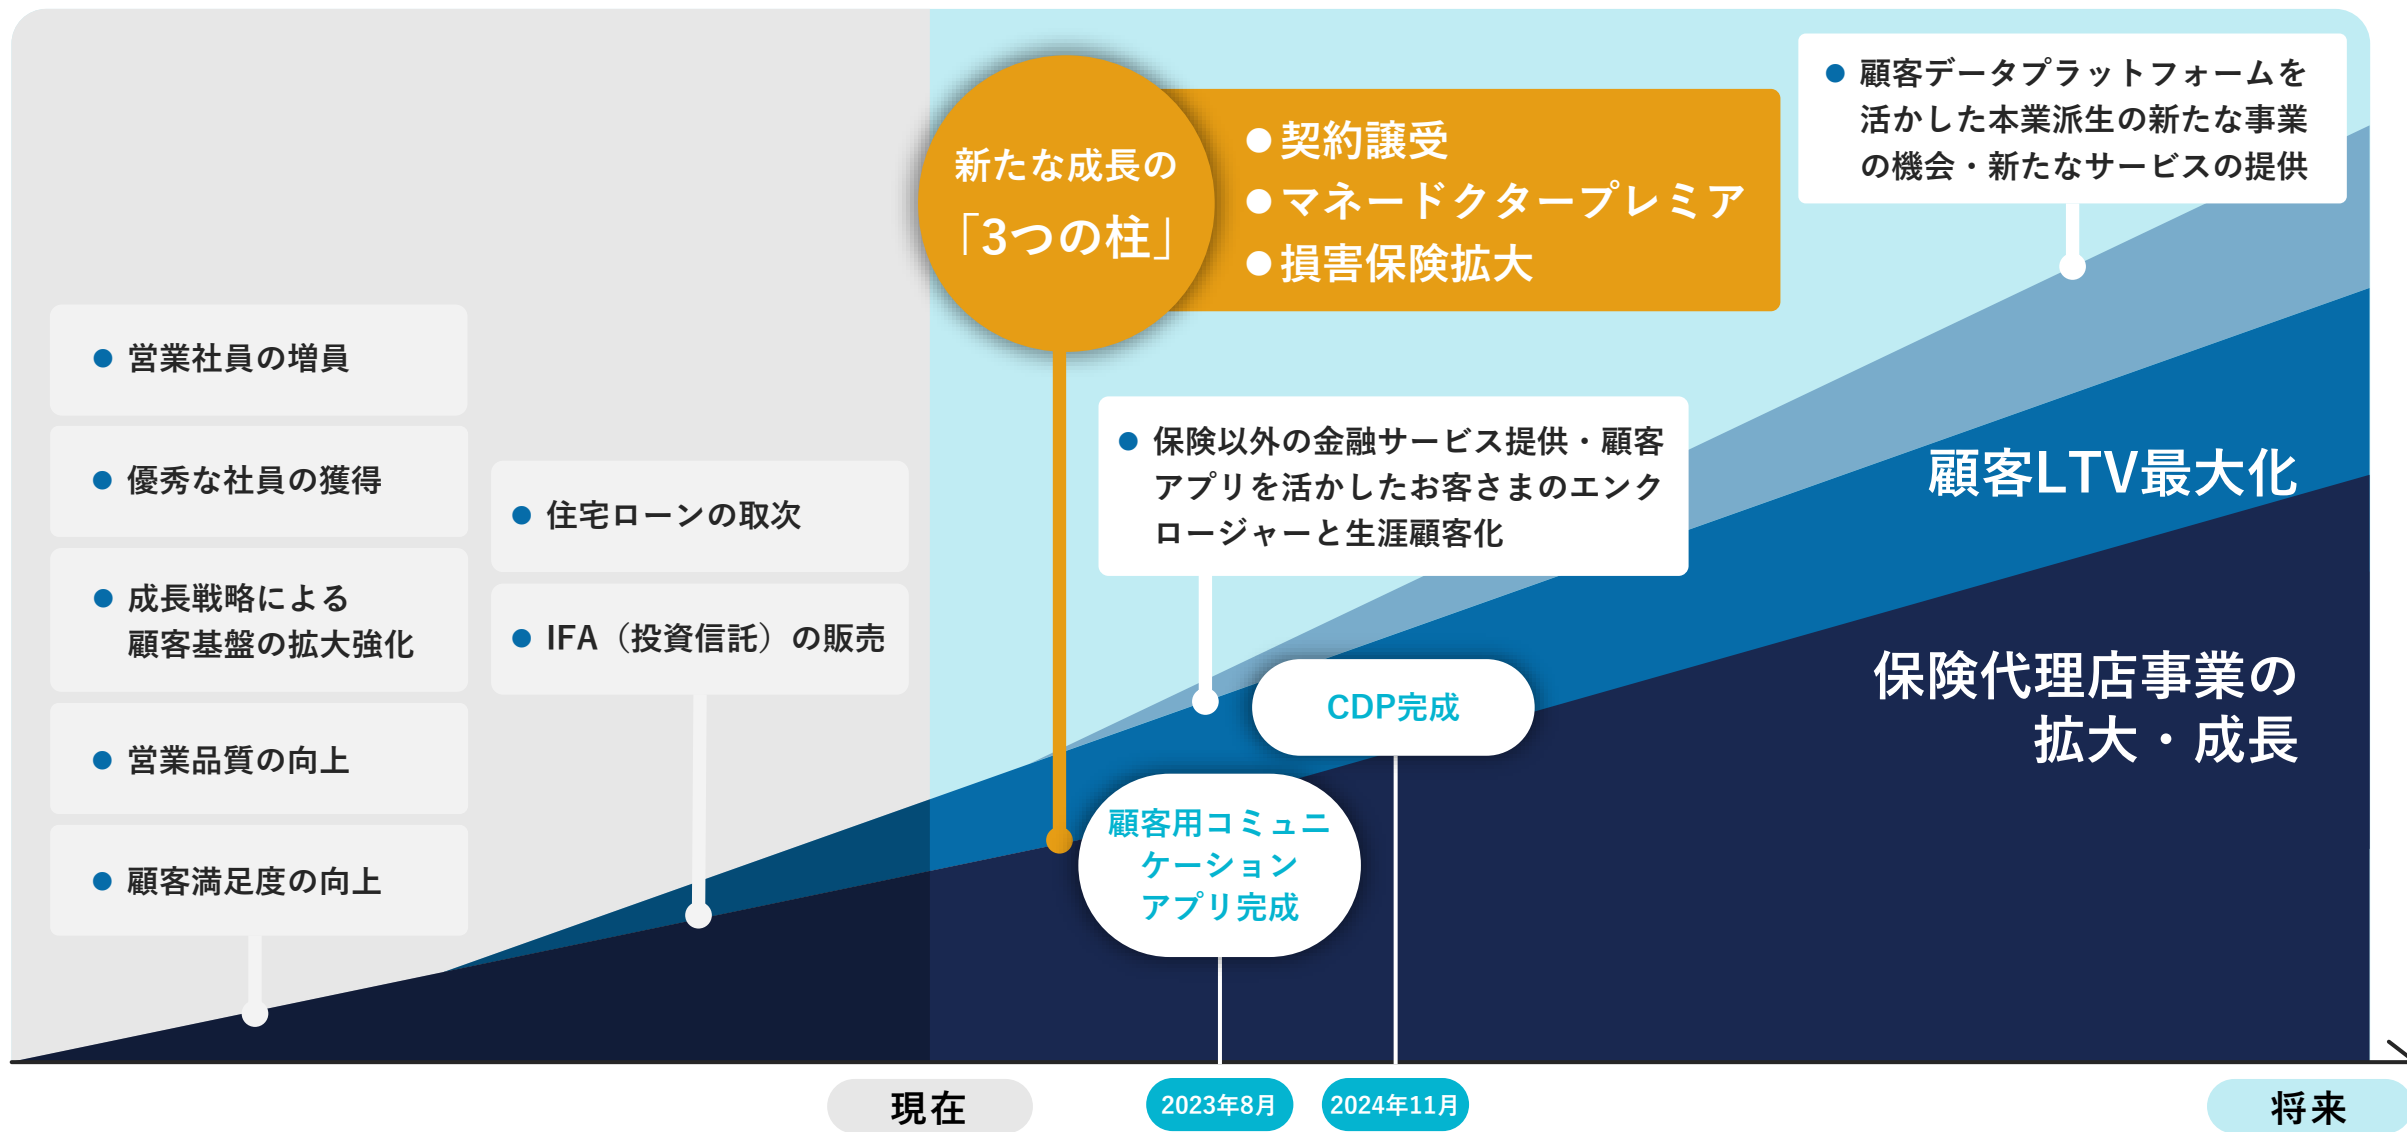 新たな成長の
「3つの柱」
●契約譲受
●マネードクタープレミア
●損害保険拡大
● 顧客データプラットフォームを
活かした本業派生の新たな事業
の機会・新たなサービスの提供
● 営業社員の増員
● 優秀な社員の獲得
● 成長戦略による
顧客基盤の拡大強化
● 営業品質の向上
● 顧客満足度の向上
● 住宅ローンの取次
● IFA（投資信託）の販売
● 保険以外の金融サービス提供・顧客
アプリを活かしたお客さまのエンク
ロージャーと生涯顧客化
顧客LTV最大化
保険代理店事業の
拡大・成長
CDP完成
顧客用コミュニ
ケーション
アプリ完成
現在
2023年8月
2024年11月
将来